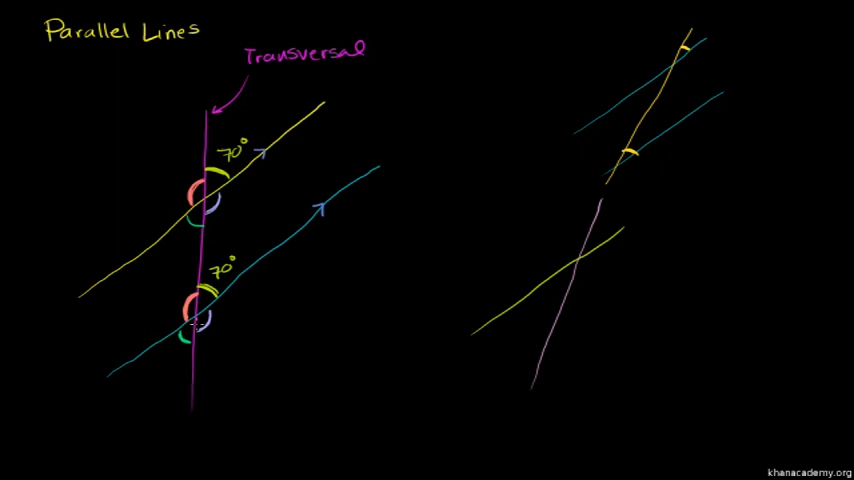 Parallel Lines
Transversal
70°
70°
khanacademy.org